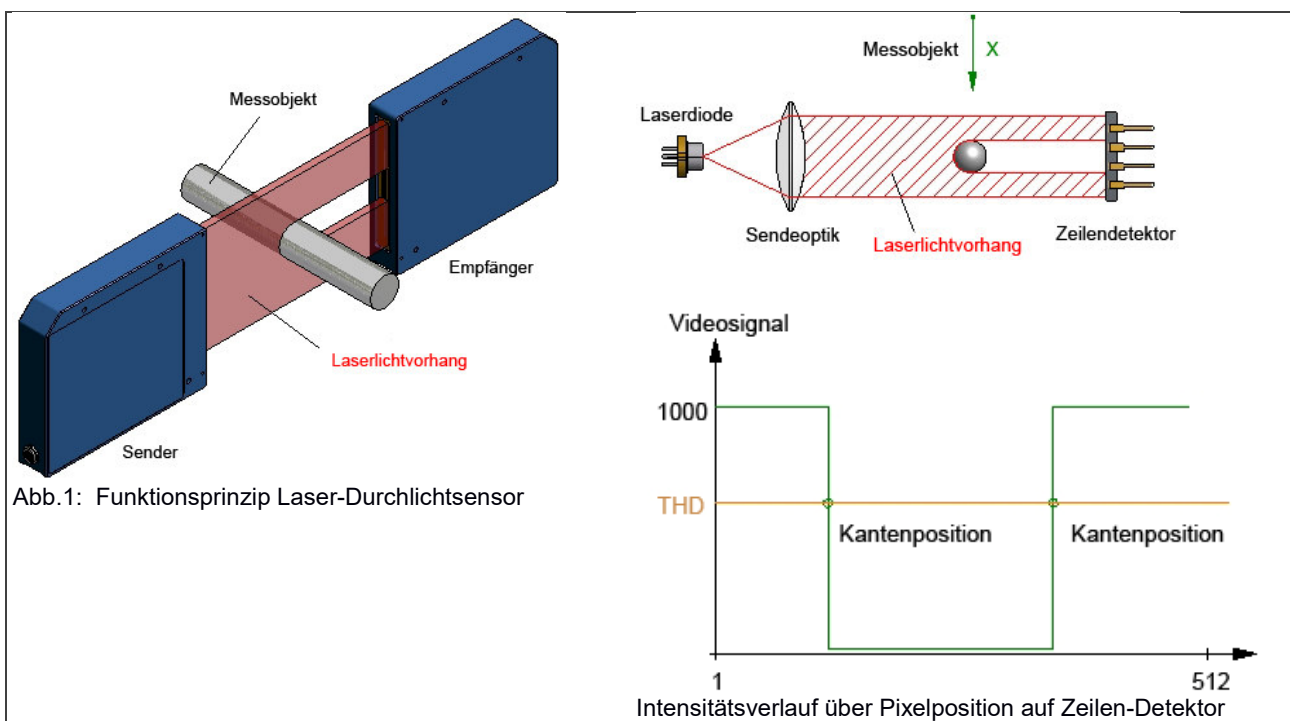 Messobjekt
Empfänger
Laserlichtvorhang
Sender
Abb.1: Funktionsprinzip Laser-Durchlichtsensor
Messobjekt X
Laserdiode
Sendeoptik
Laserlichtvorhang
Zeilendetektor
Videosignal
1000
THD
Kantenposition Kantenposition
1 512
Intensitätsverlauf über Pixelposition auf Zeilen-Detektor